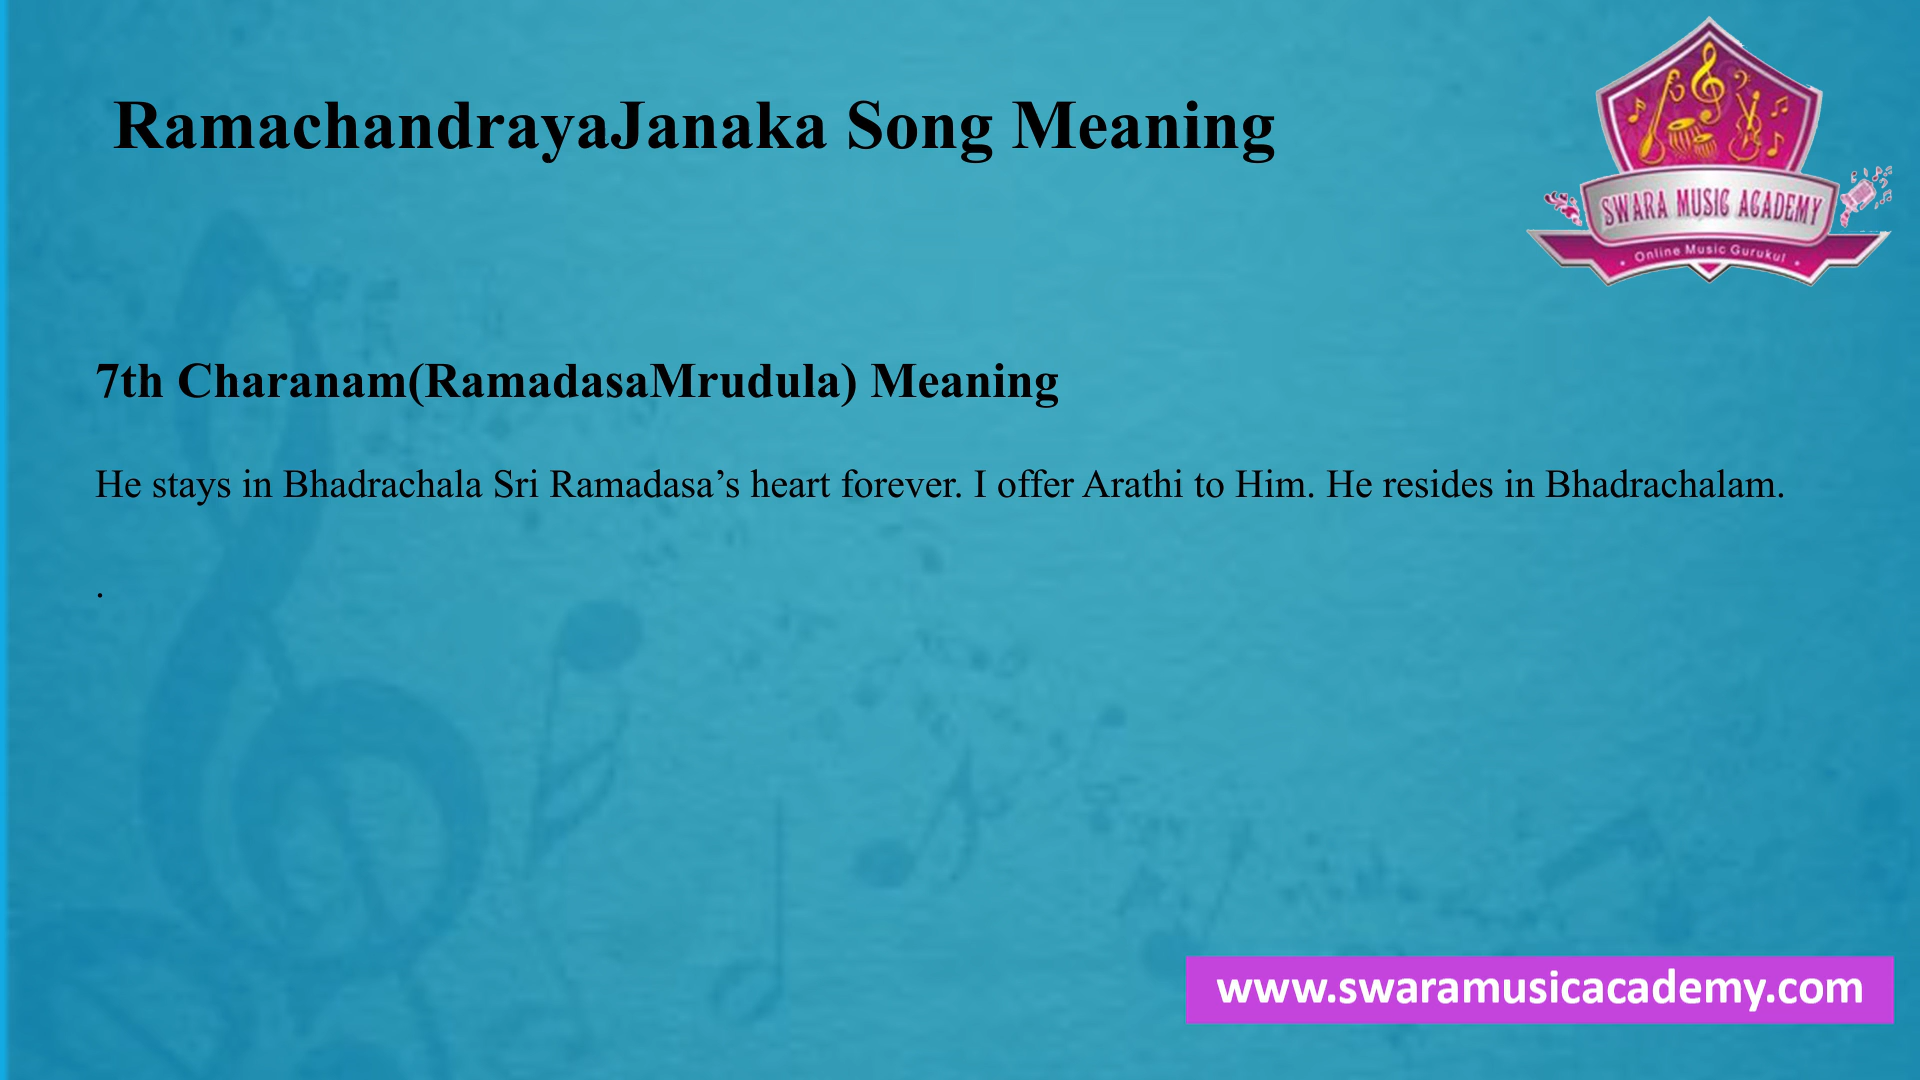 RamachandrayaJanaka Song Meaning
SWARA MUSIC ACADEMY
• Online Music Gurukul •
7th Charanam(RamadasaMrudula) Meaning
He stays in Bhadrachala Sri Ramadasa’s heart forever. I offer Arathi to Him. He resides in Bhadrachalam.
.
www.swaramusicacademy.com